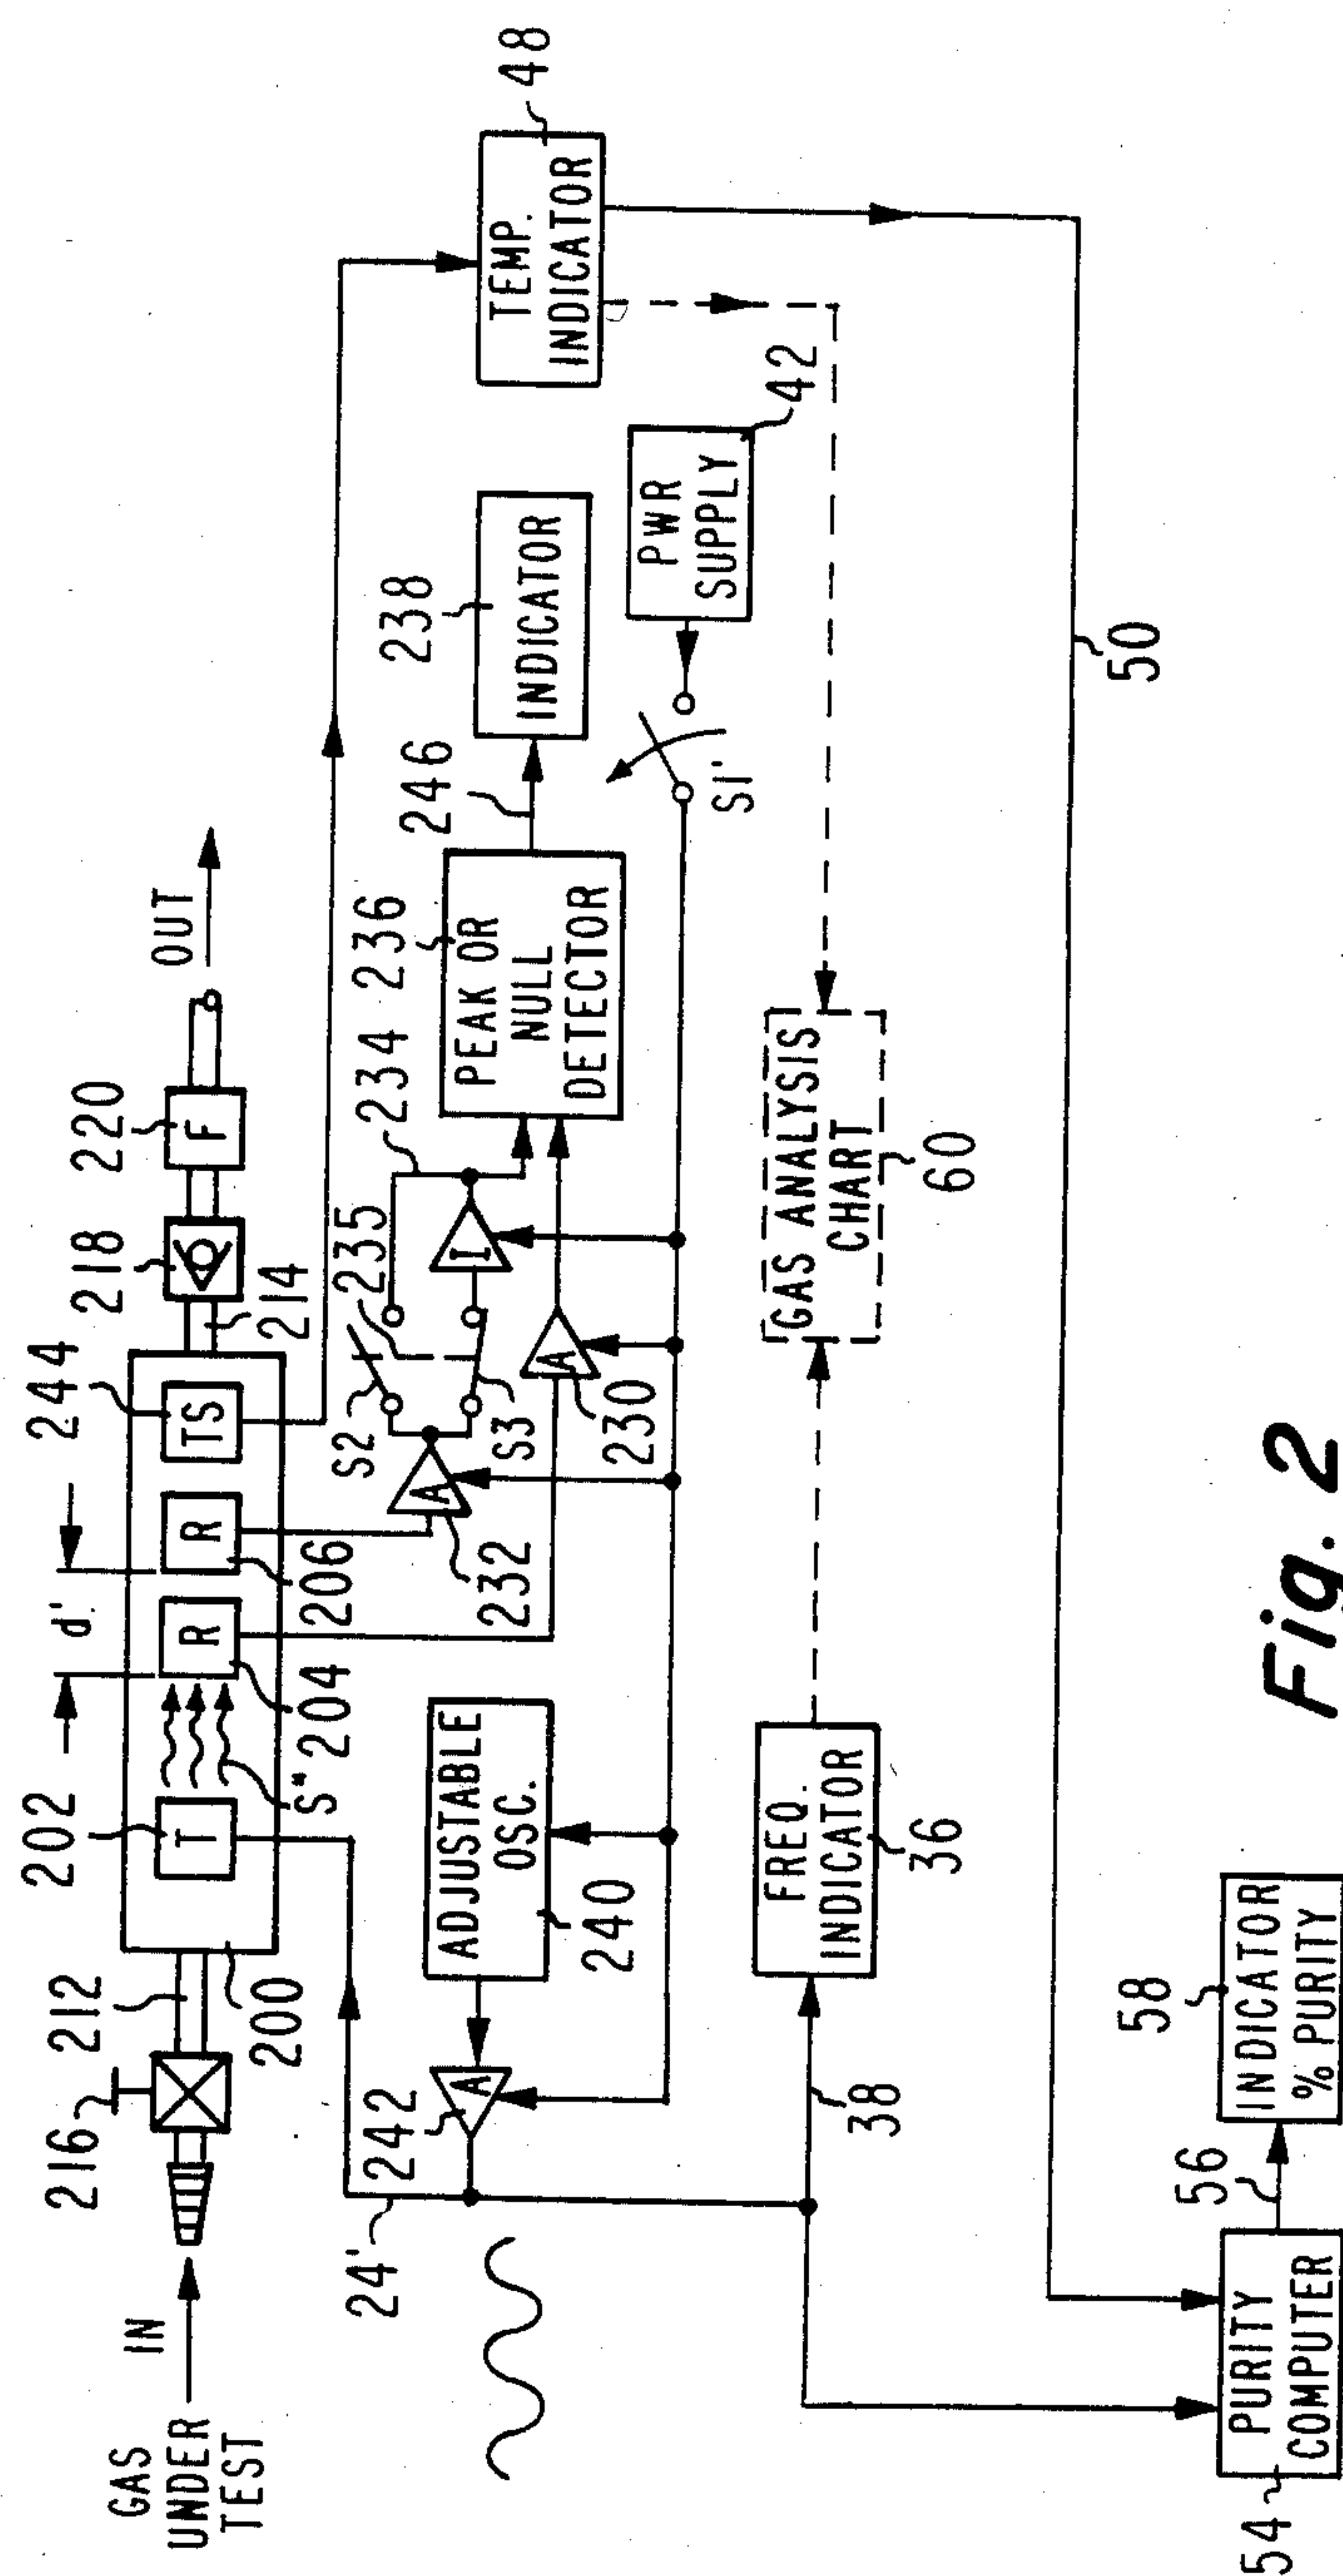 GAS
UNDER
TEST
IN
216
212
200
202
T
S*
d'
204
R
206
R
244
TS
214
218
220
F
OUT
24'
242
A
ADJUSTABLE
OSC.
240
232
A
S2
S3
235
I
234
230
A
236
PEAK OR
NULL
DETECTOR
246
238
INDICATOR
TEMP.
INDICATOR
48
S1'
PWR
SUPPLY
42
38
FREQ.
INDICATOR
36
GAS ANALYSIS
CHART
60
50
54
PURITY
COMPUTER
56
58
INDICATOR
% PURITY
Fig. 2